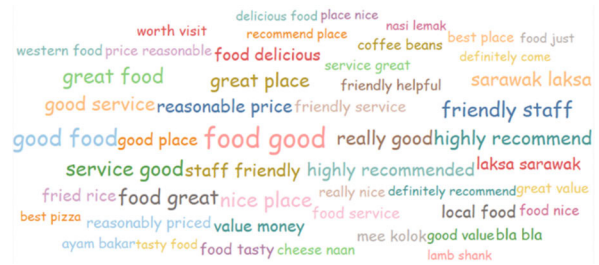 delicious food place nice
worth visit recommend place nasi lemak
western food price reasonable food delicious coffee beans best place food just
service great definitely come
great food great place friendly helpful sarawak laksa
good service reasonable price friendly service friendly staff
good food good place food good really good highly recommend
service good staff friendly highly recommended laksa sarawak
fried rice food great nice place really nice definitely recommend great value
best pizza reasonably priced value money food service local food food nice
ayam bakar tasty food food tasty cheese naan mee kolok good value bla bla
lamb shank